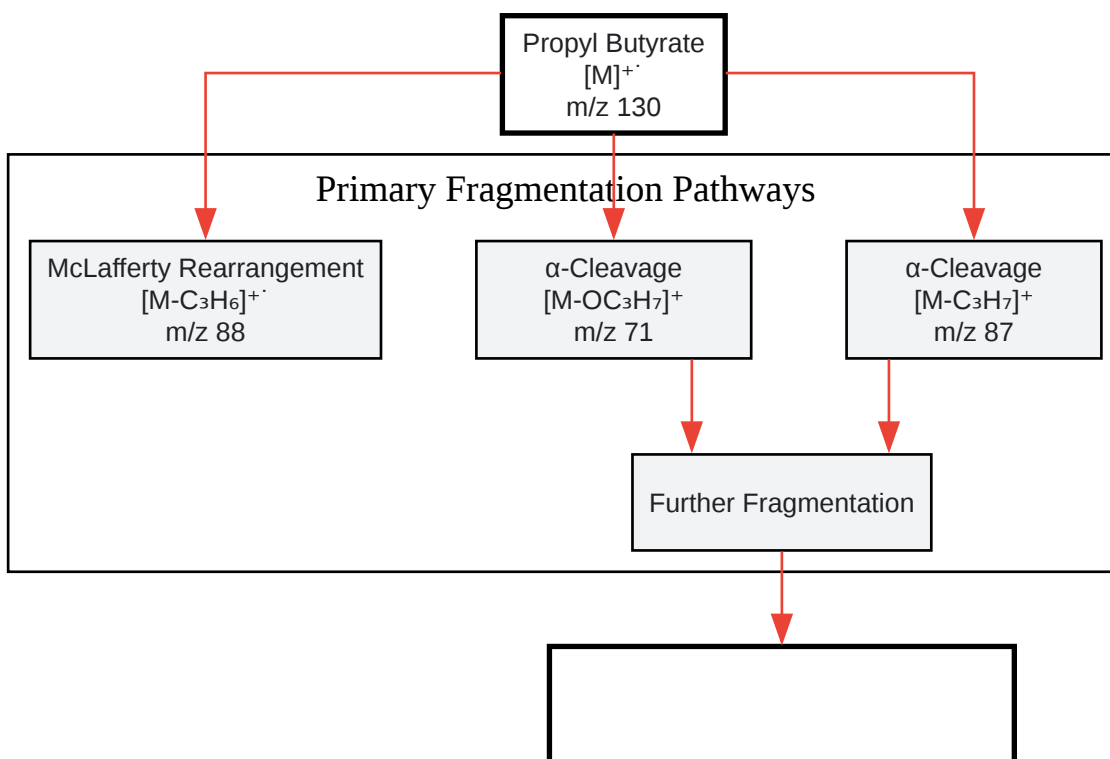 Propyl Butyrate
[M]⁺˙
m/z 130
Primary Fragmentation Pathways
McLafferty Rearrangement
[M-C₃H₆]⁺˙
m/z 88
α-Cleavage
[M-OC₃H₇]⁺
m/z 71
α-Cleavage
[M-C₃H₇]⁺
m/z 87
Further Fragmentation